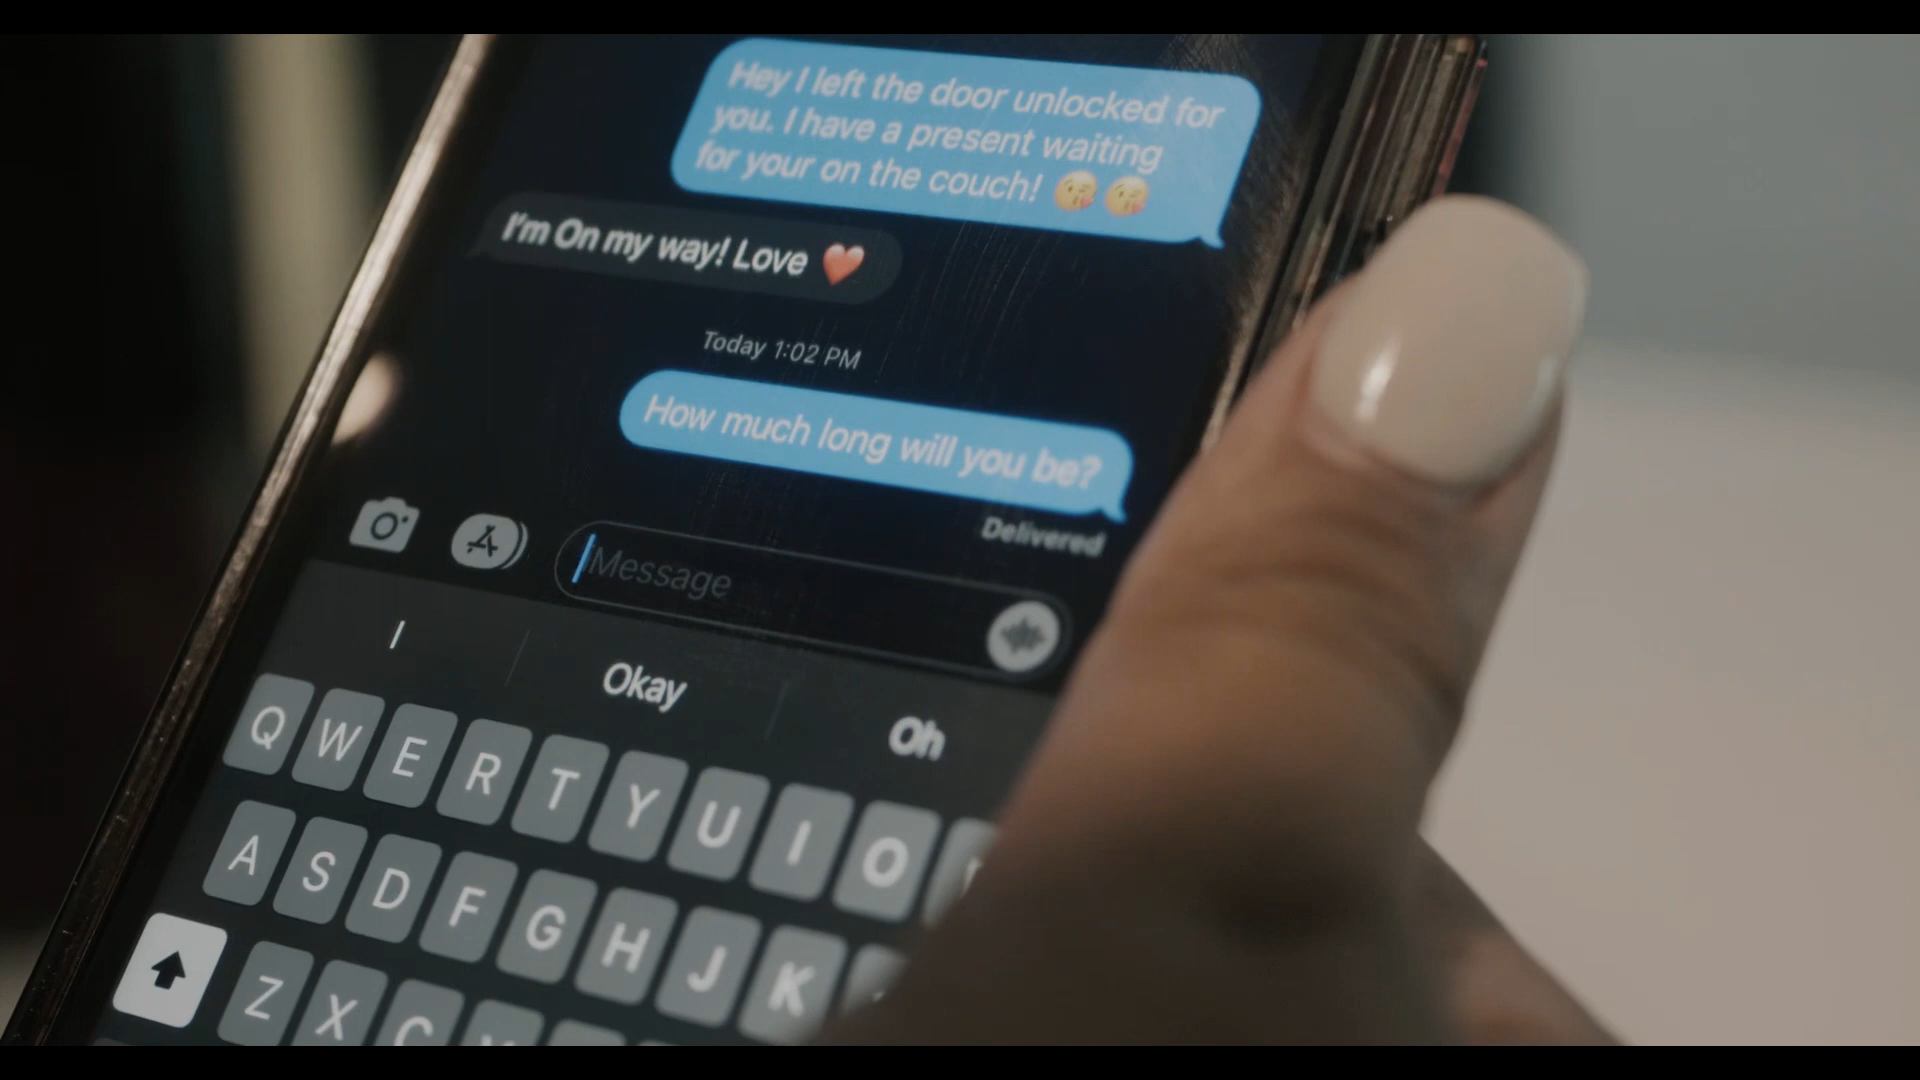 Hey I left the door unlocked for
you. I have a present waiting
for your on the couch! 😘😘
I'm On my way! Love ❤️
Today 1:02 PM
How much long will you be?
Delivered
Message
I Okay Oh
Q W E R T Y U I O
A S D F G H J K
Z X C